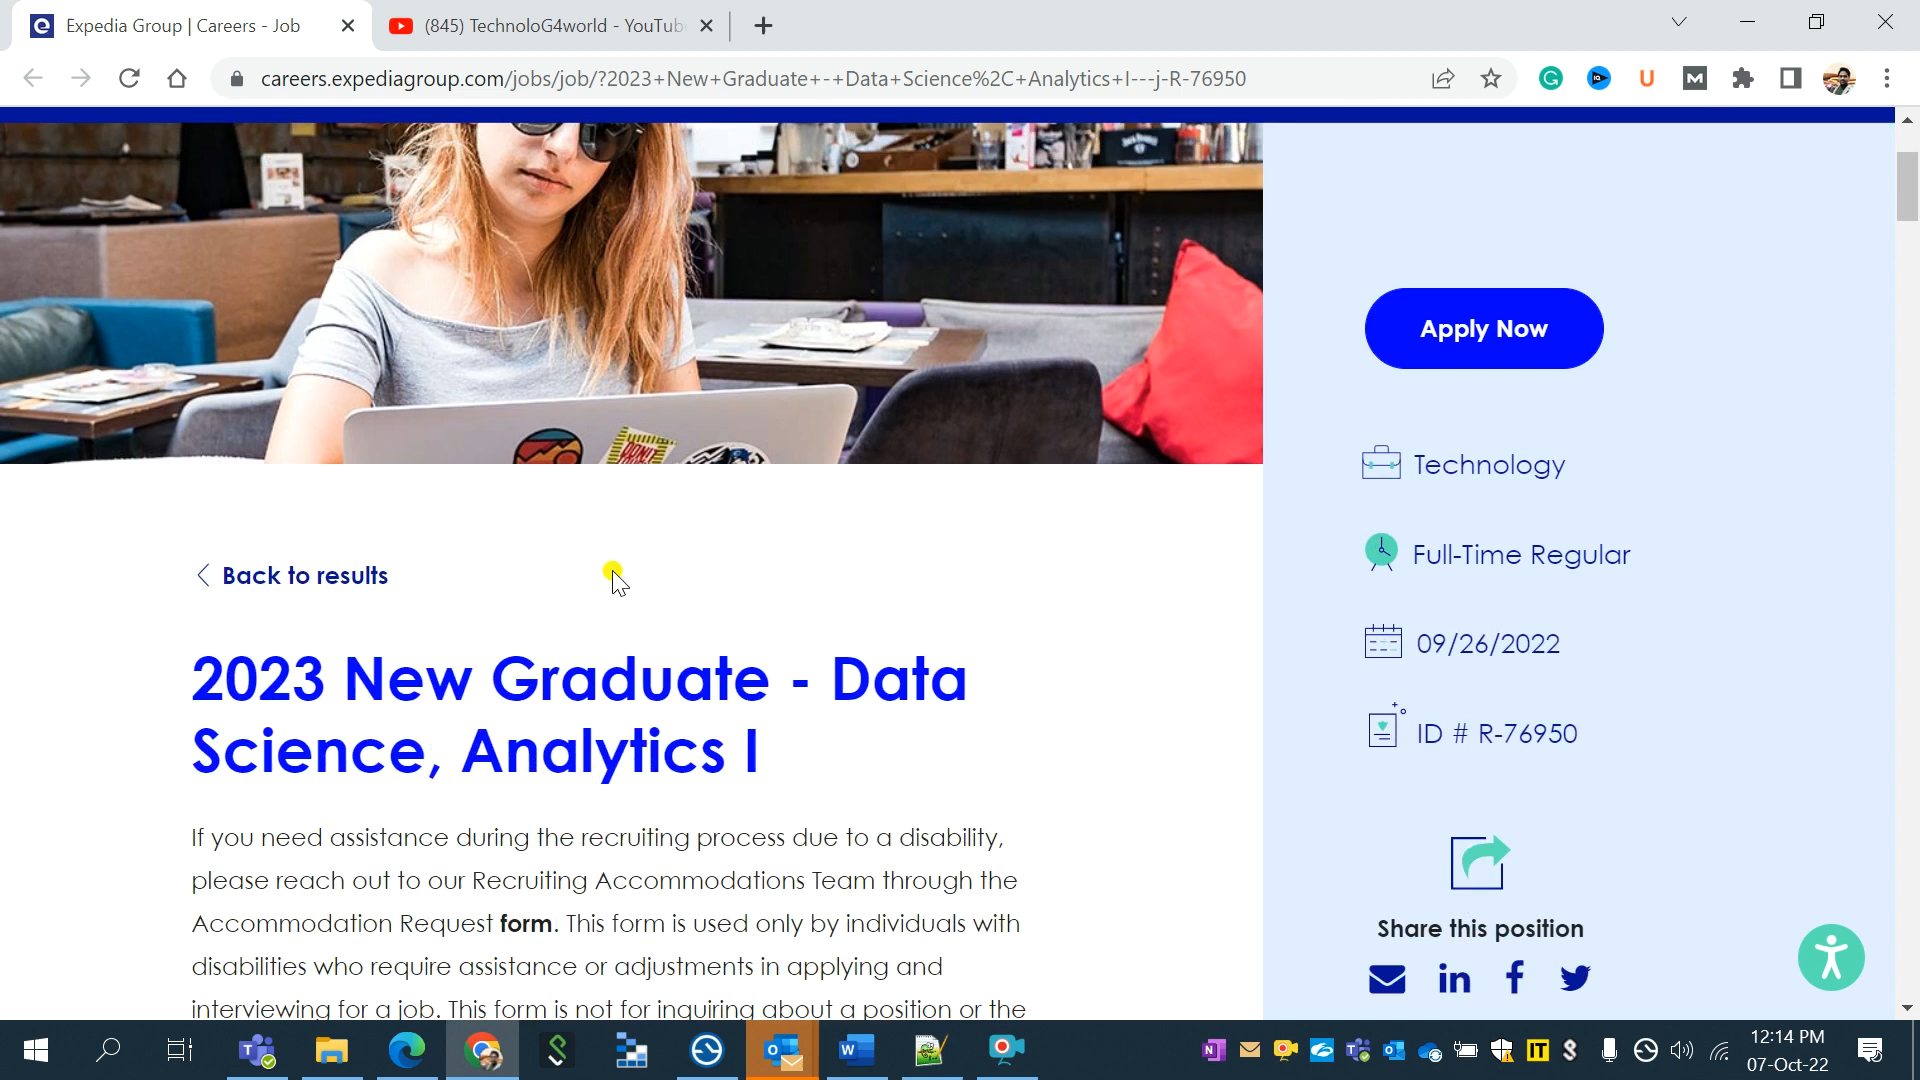 Expedia Group | Careers - Job
(845) TechnoloG4world - YouTub
careers.expediagroup.com/jobs/job/?2023+New+Graduate+-+Data+Science%2C+Analytics+I---j-R-76950
Apply Now
Technology
Full-Time Regular
09/26/2022
ID # R-76950
Share this position
Back to results
2023 New Graduate - Data
Science, Analytics I
If you need assistance during the recruiting process due to a disability,
please reach out to our Recruiting Accommodations Team through the
Accommodation Request form. This form is used only by individuals with
disabilities who require assistance or adjustments in applying and
interviewing for a job. This form is not for inquiring about a position or the
12:14 PM
07-Oct-22